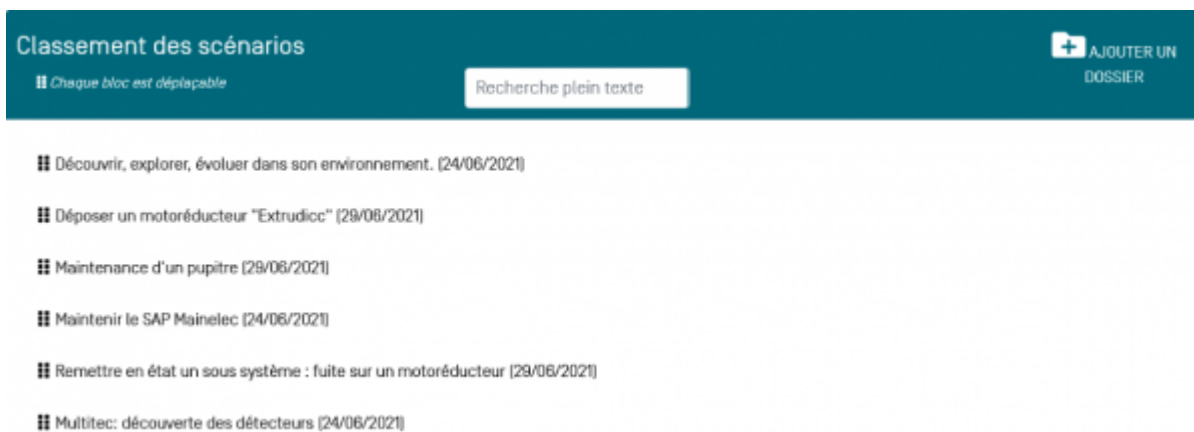 Classement des scénarios
Chaque bloc est déplaçable
Recherche plein texte
AJOUTER UN
DOSSIER
Découvrir, explorer, évoluer dans son environnement. (24/06/2021)
Déposer un motoréducteur "Extrudicc" (29/06/2021)
Maintenance d'un pupitre (29/06/2021)
Maintenir le SAP Mainelec (24/06/2021)
Remettre en état un sous système : fuite sur un motoréducteur (29/06/2021)
Multitec: découverte des détecteurs (24/06/2021)